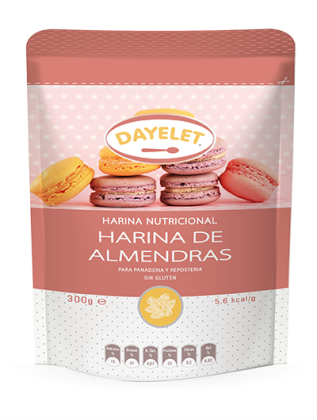 DAYELET
HARINA NUTRICIONAL
HARINA DE
ALMENDRAS
PARA PANADERIA Y REPOSTERIA
SIN GLUTEN
300g e
5,6 kcal/g